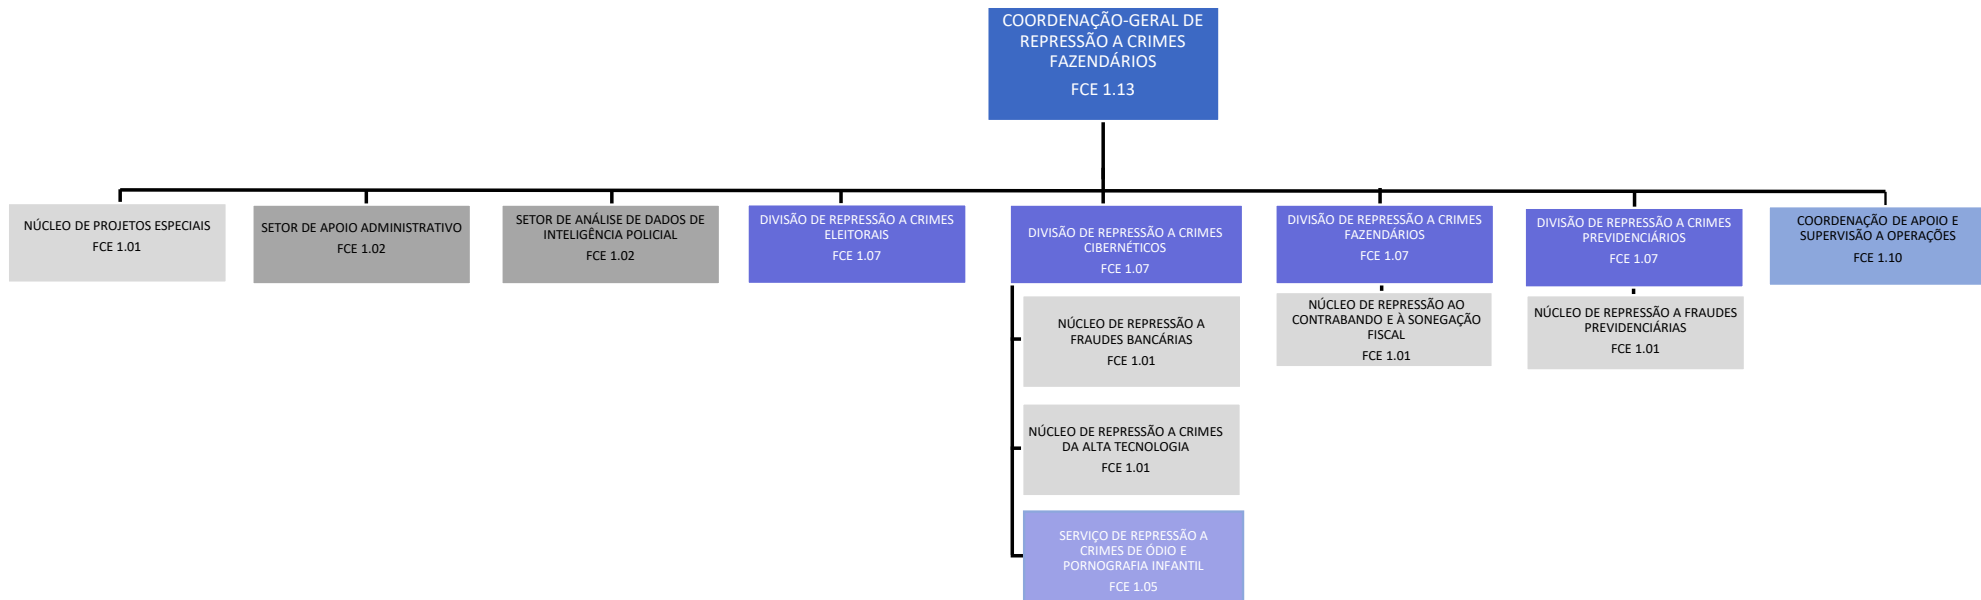 COORDENAÇÃO-GERAL DE
REPRESSÃO A CRIMES
FAZENDÁRIOS
FCE 1.13
NÚCLEO DE PROJETOS ESPECIAIS
FCE 1.01
SETOR DE APOIO ADMINISTRATIVO
FCE 1.02
SETOR DE ANÁLISE DE DADOS DE
INTELIGÊNCIA POLICIAL
FCE 1.02
DIVISÃO DE REPRESSÃO A CRIMES
ELEITORAIS
FCE 1.07
DIVISÃO DE REPRESSÃO A CRIMES
CIBERNÉTICOS
FCE 1.07
DIVISÃO DE REPRESSÃO A CRIMES
FAZENDÁRIOS
FCE 1.07
DIVISÃO DE REPRESSÃO A CRIMES
PREVIDENCIÁRIOS
FCE 1.07
COORDENAÇÃO DE APOIO E
SUPERVISÃO A OPERAÇÕES
FCE 1.10
NÚCLEO DE REPRESSÃO A
FRAUDES BANCÁRIAS
FCE 1.01
NÚCLEO DE REPRESSÃO AO
CONTRABANDO E À SONEGAÇÃO
FISCAL
FCE 1.01
NÚCLEO DE REPRESSÃO A FRAUDES
PREVIDENCIÁRIAS
FCE 1.01
NÚCLEO DE REPRESSÃO A CRIMES
DA ALTA TECNOLOGIA
FCE 1.01
SERVIÇO DE REPRESSÃO A
CRIMES DE ÓDIO E
PORNOGRAFIA INFANTIL
FCE 1.05